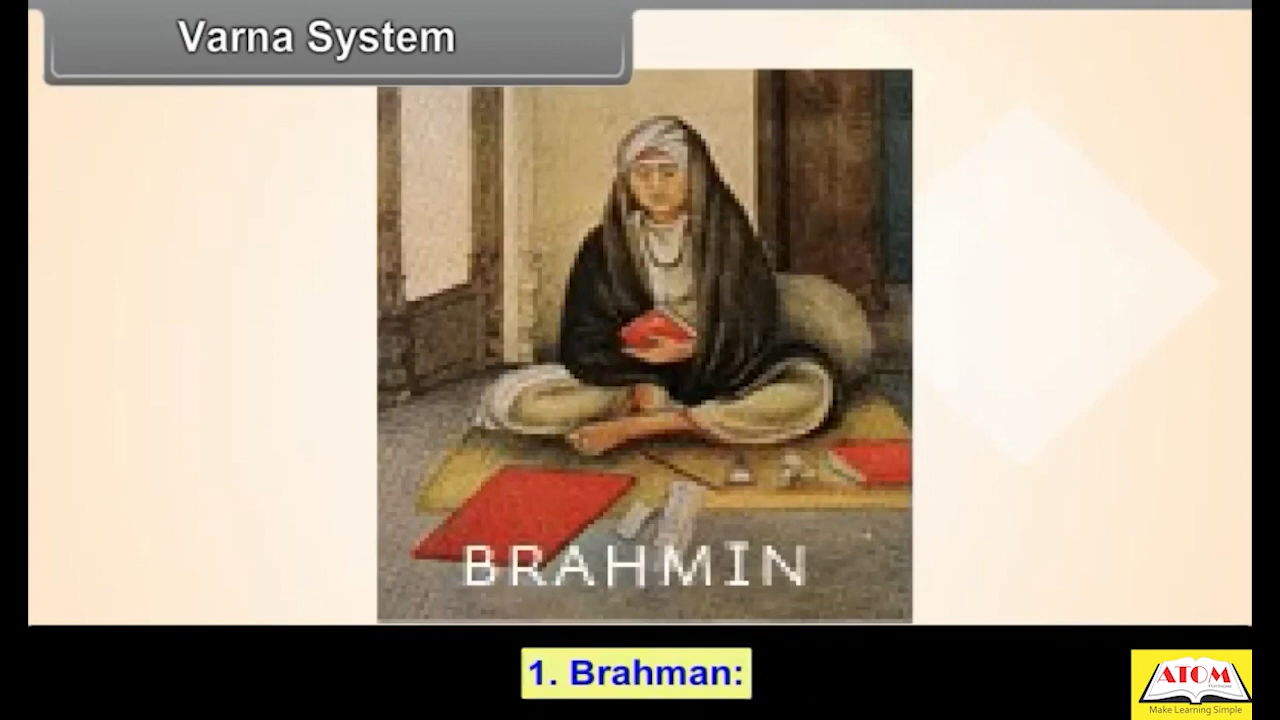 Varna System
BRAHMIN
1. Brahman:
ATOM
Make Learning Simple